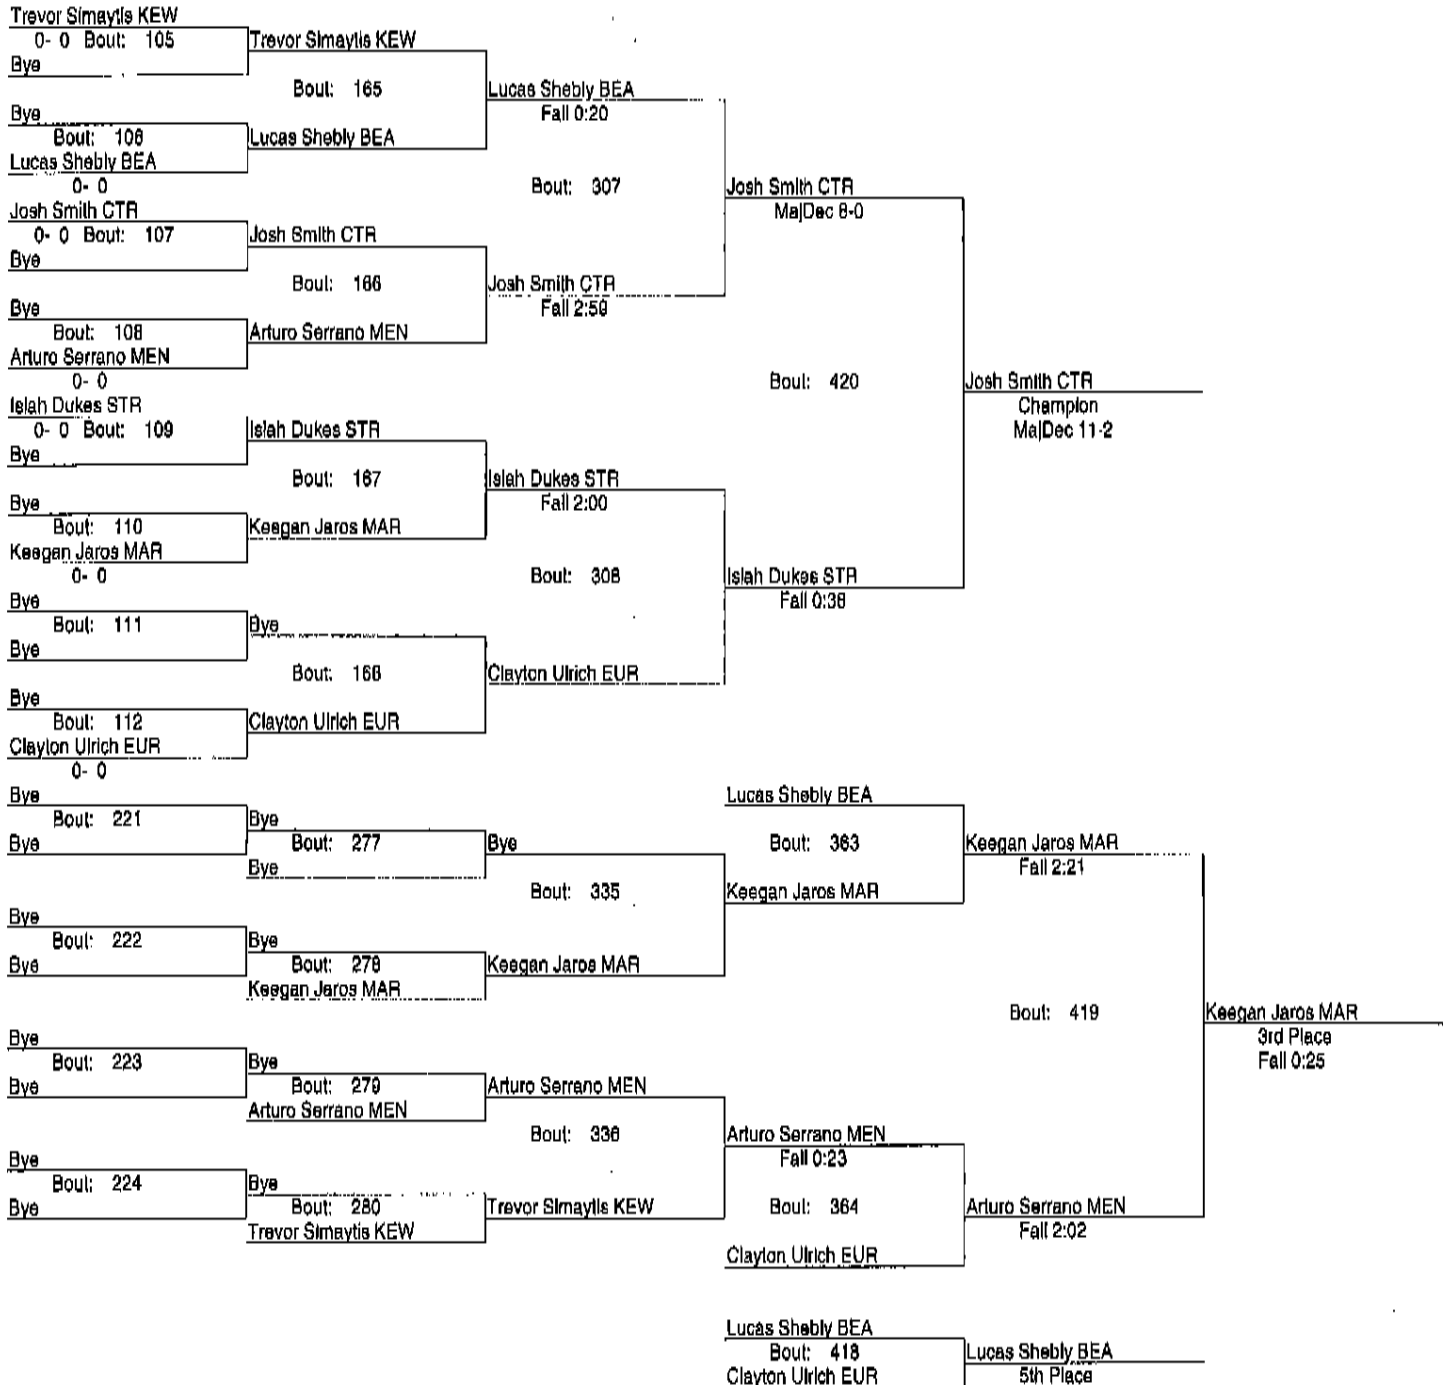 Trevor Simaytis KEW
0- 0 Bout: 105
Bye
Trevor Simaytis KEW
Bout: 165
Bye
Bout: 106
Lucas Shebly BEA
0- 0
Lucas Shebly BEA
Lucas Shebly BEA
Fall 0:20
Bout: 307
Josh Smith CTR
0- 0 Bout: 107
Bye
Josh Smith CTR
Bout: 166
Bye
Bout: 108
Arturo Serrano MEN
0- 0
Arturo Serrano MEN
Josh Smith CTR
Fall 2:59
Josh Smith CTR
MajDec 8-0
Bout: 420
Josh Smith CTR
Champion
MajDec 11-2
Isiah Dukes STR
0- 0 Bout: 109
Bye
Isiah Dukes STR
Bout: 167
Bye
Bout: 110
Keegan Jaros MAR
0- 0
Keegan Jaros MAR
Isiah Dukes STR
Fall 2:00
Bout: 308
Isiah Dukes STR
Fall 0:38
Bye
Bout: 111
Bye
Bye
Bout: 168
Bye
Bout: 112
Clayton Ulrich EUR
0- 0
Clayton Ulrich EUR
Clayton Ulrich EUR
Bye
Bout: 221
Bye
Bye
Bout: 277
Bye
Bye
Bout: 335
Bye
Bout: 222
Bye
Bye
Bout: 278
Keegan Jaros MAR
Keegan Jaros MAR
Lucas Shebly BEA
Bout: 363
Keegan Jaros MAR
Keegan Jaros MAR
Fall 2:21
Bout: 419
Keegan Jaros MAR
3rd Place
Fall 0:25
Bye
Bout: 223
Bye
Bye
Bout: 279
Arturo Serrano MEN
Arturo Serrano MEN
Bout: 336
Bye
Bout: 224
Bye
Bye
Bout: 280
Trevor Simaytis KEW
Trevor Simaytis KEW
Arturo Serrano MEN
Fall 0:23
Bout: 364
Clayton Ulrich EUR
Arturo Serrano MEN
Fall 2:02
Lucas Shebly BEA
Bout: 418
Clayton Ulrich EUR
Lucas Shebly BEA
5th Place